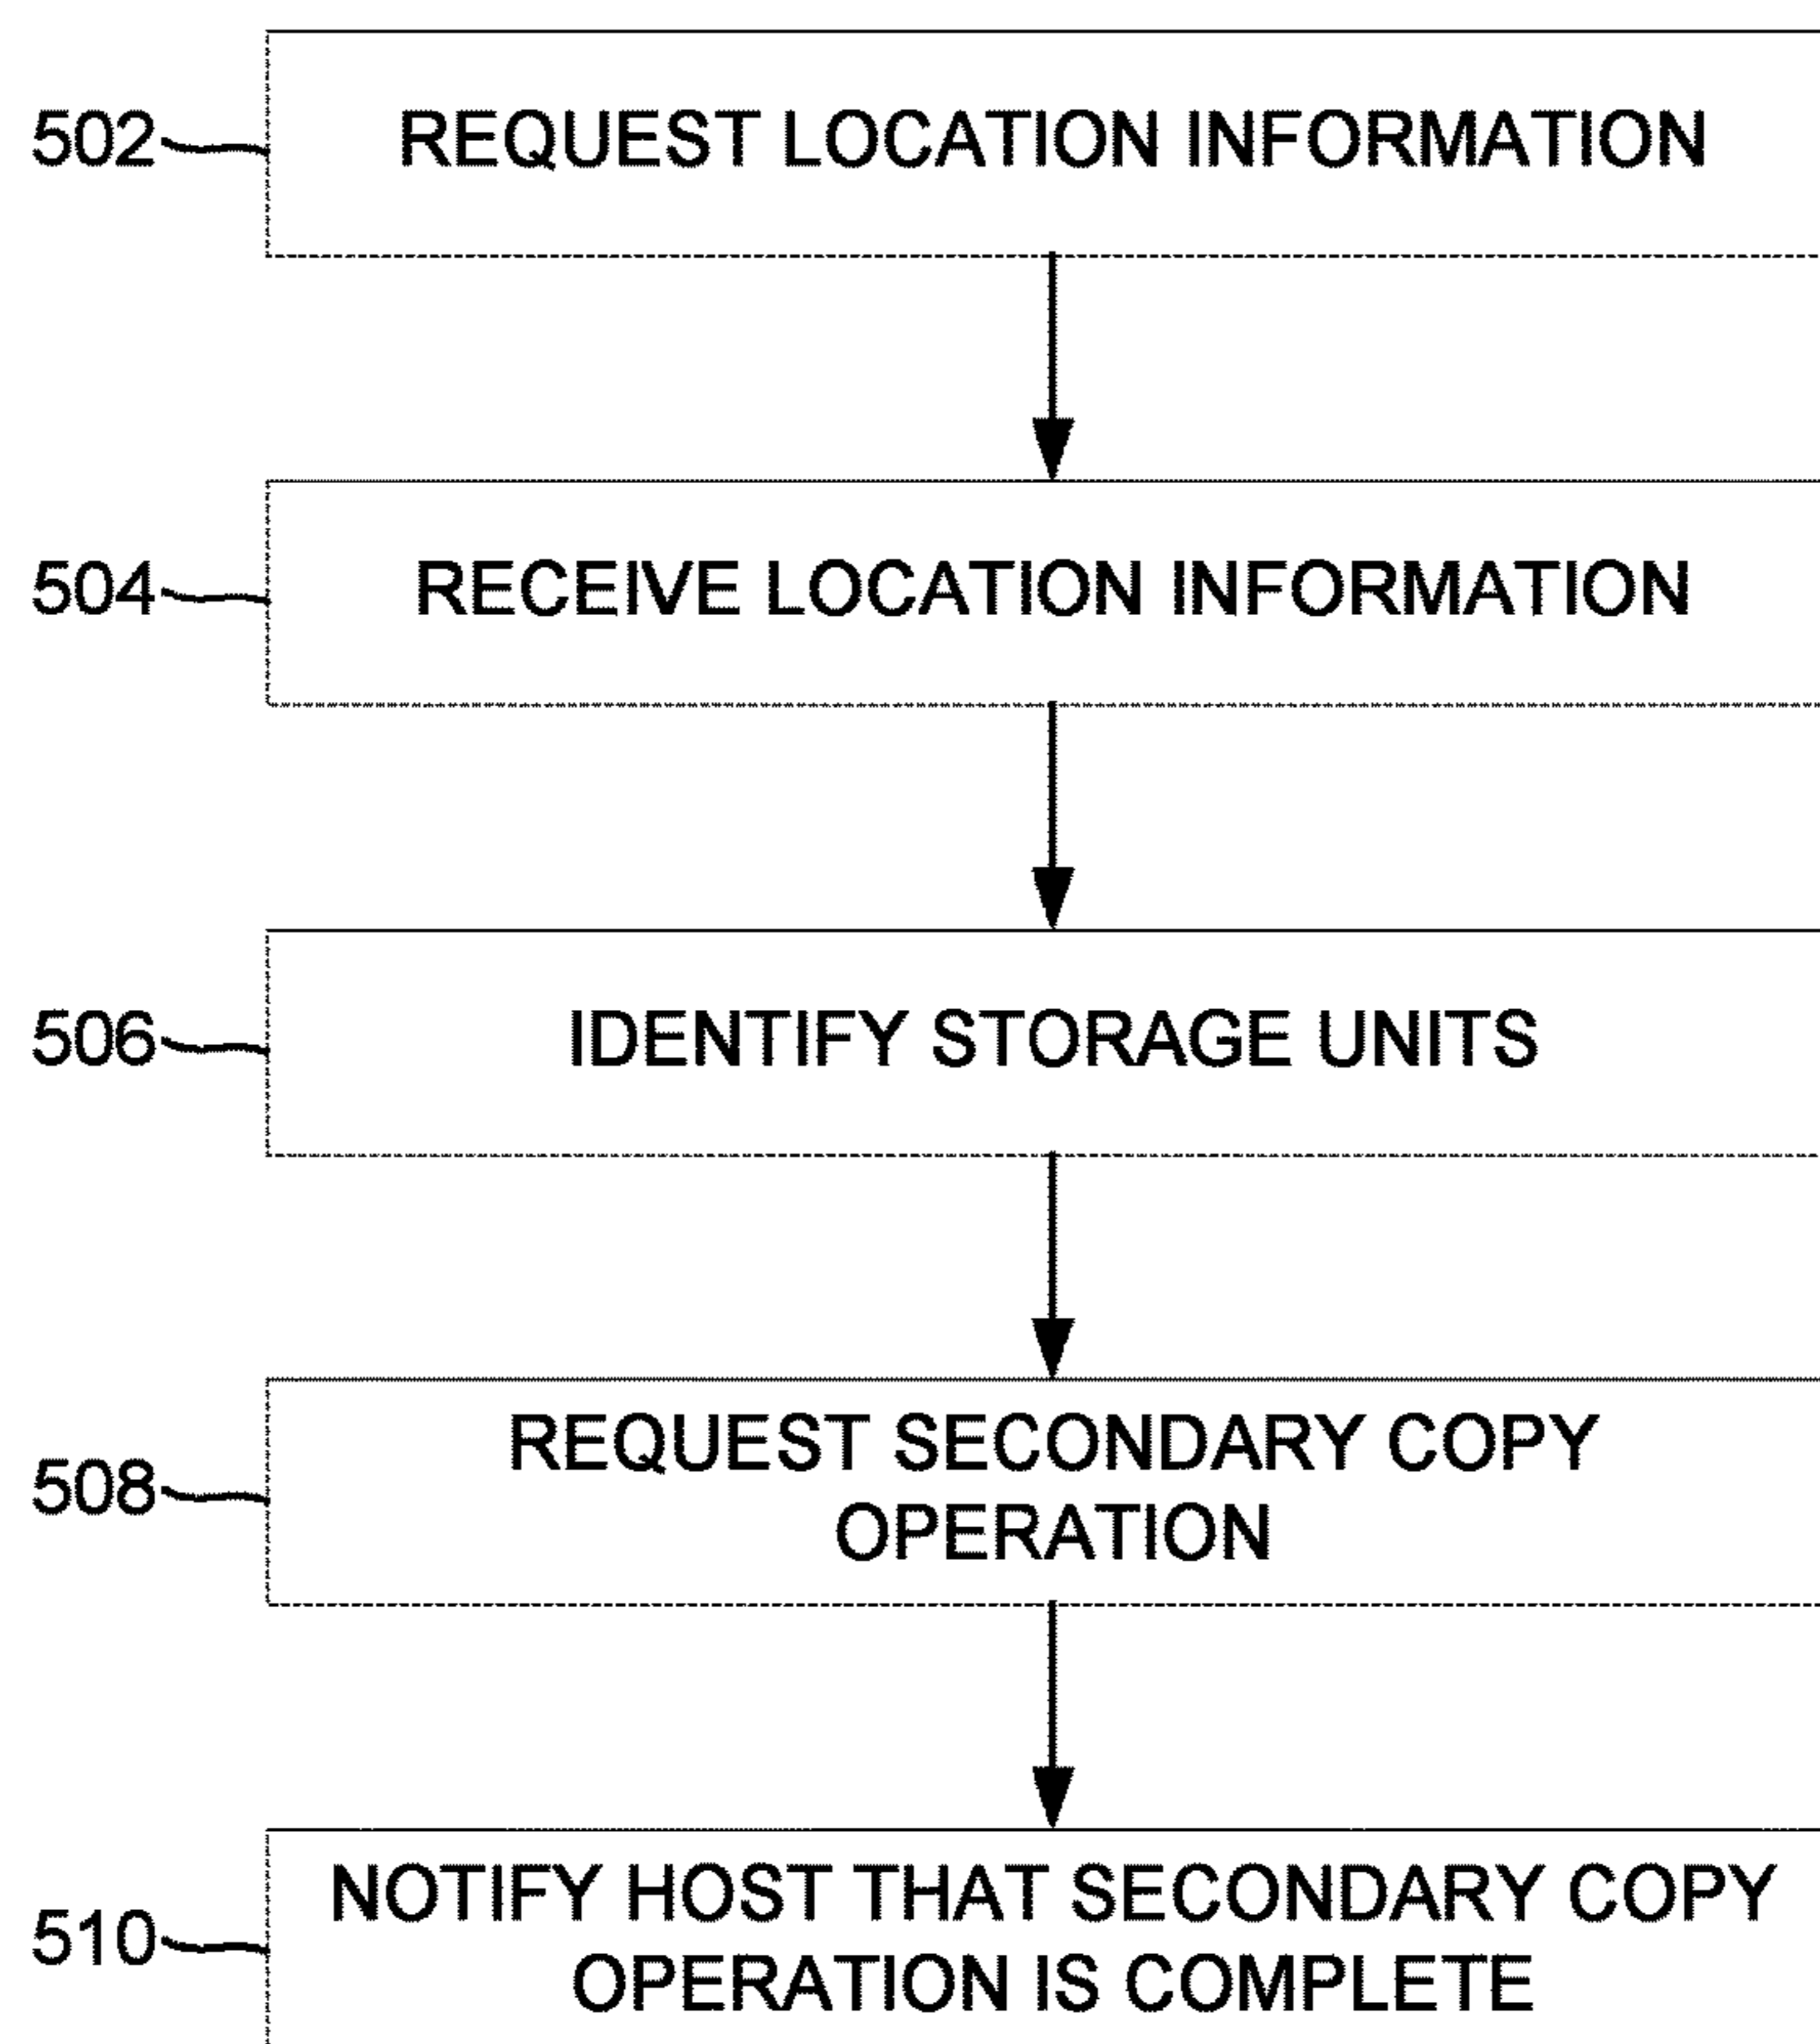 502 REQUEST LOCATION INFORMATION
504 RECEIVE LOCATION INFORMATION
506 IDENTIFY STORAGE UNITS
508 REQUEST SECONDARY COPY
OPERATION
510 NOTIFY HOST THAT SECONDARY COPY
OPERATION IS COMPLETE